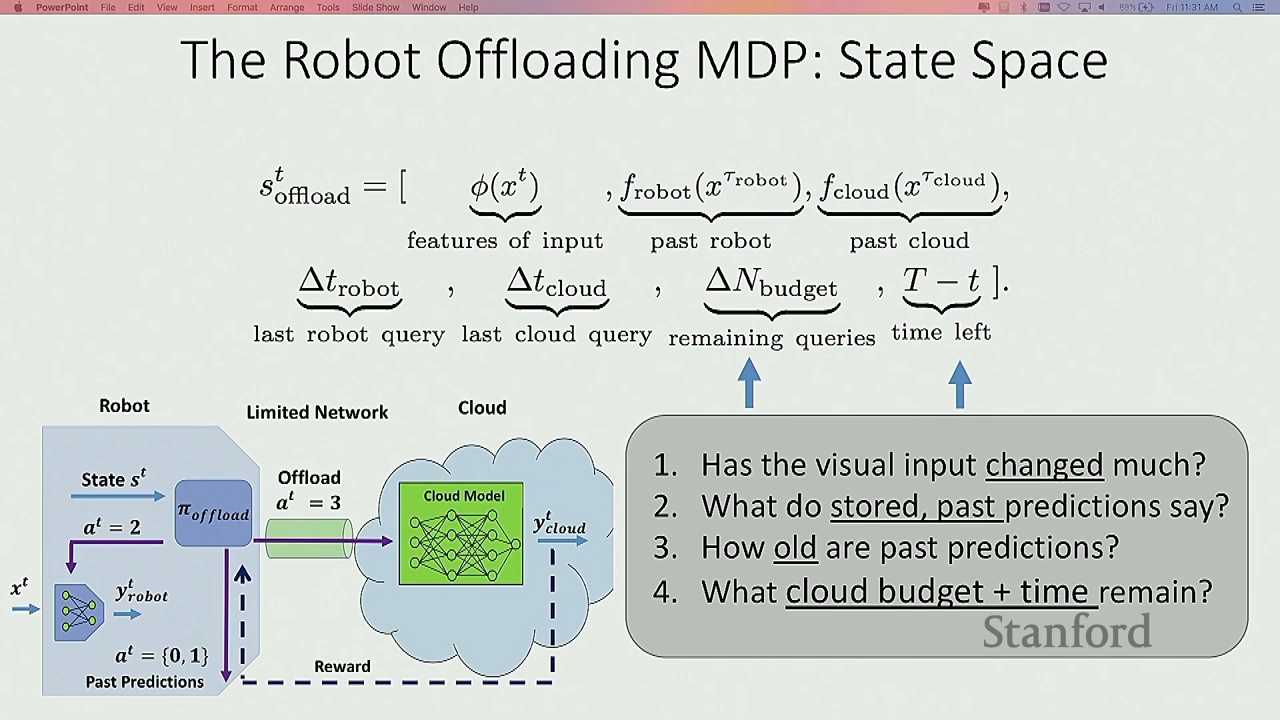 PowerPoint File Edit View Insert Format Arrange Tools Slide Show Window Help 69% Fri 11:31 AM
The Robot Offloading MDP: State Space
s^t_offload = [ ϕ(x^t) , f_robot(x^τ_robot), f_cloud(x^τ_cloud),
features of input past robot past cloud
Δt_robot , Δt_cloud , ΔN_budget , T − t ].
last robot query last cloud query remaining queries time left
Robot Limited Network Cloud
State s^t
π_offload
a^t = 2
Offload
a^t = 3
Cloud Model
y^t_cloud
x^t
y^t_robot
a^t = {0, 1}
Past Predictions
Reward
1. Has the visual input changed much?
2. What do stored, past predictions say?
3. How old are past predictions?
4. What cloud budget + time remain?
Stanford